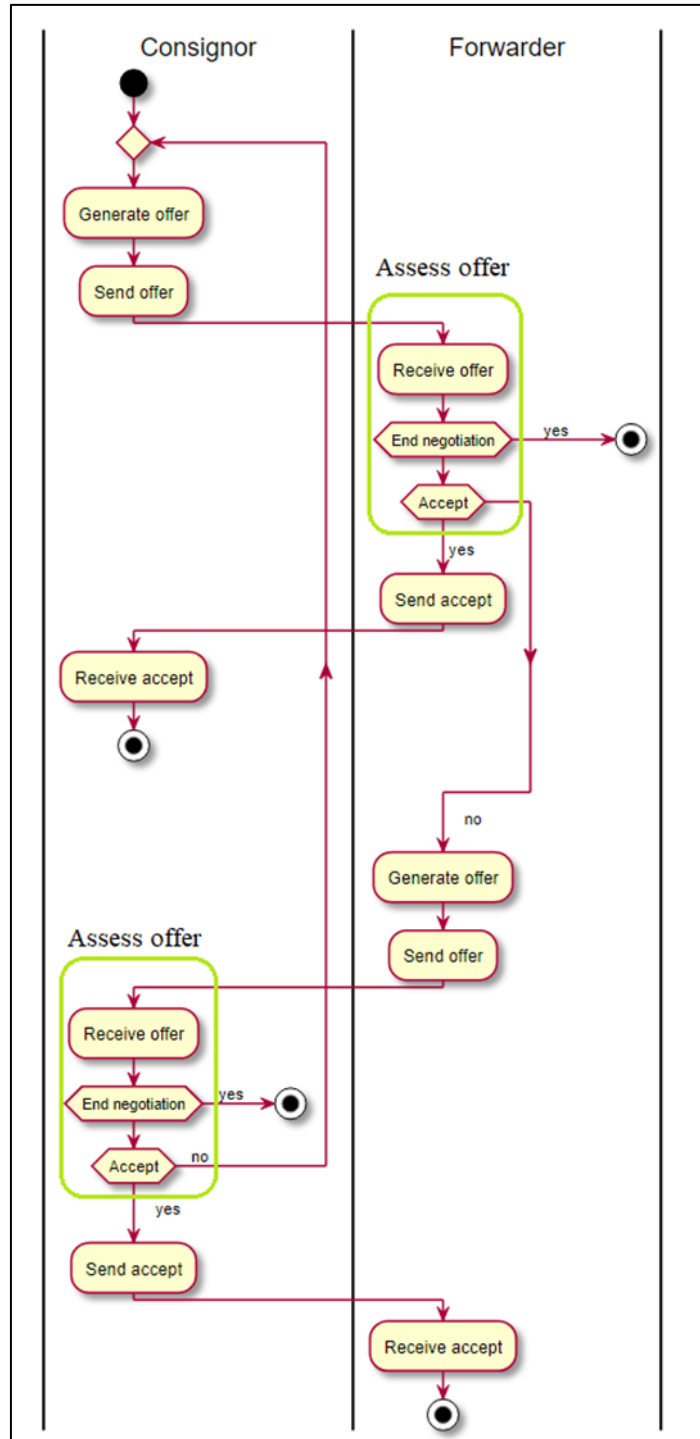 Consignor
Forwarder
Generate offer
Send offer
Assess offer
Receive offer
End negotiation
yes
Accept
yes
Send accept
Receive accept
no
Generate offer
Assess offer
Send offer
Receive offer
End negotiation
yes
Accept
no
yes
Send accept
Receive accept